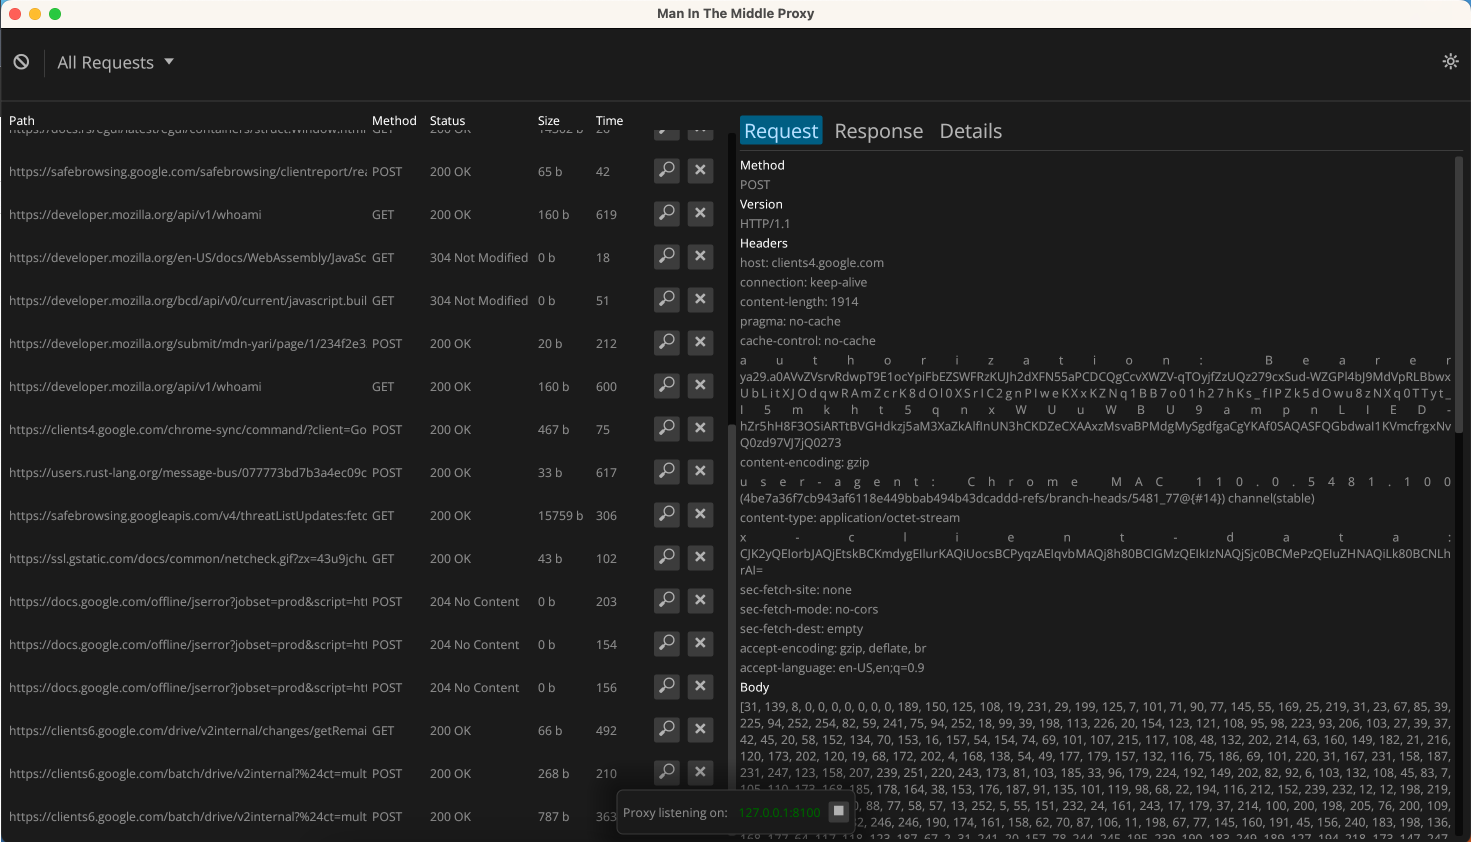 Man In The Middle Proxy
All Requests
Path Method Status Size Time
https://docs.rs/egui/latest/egui/containers/struct.Window.html GET 200 OK 14302 b 26
https://safebrowsing.google.com/safebrowsing/clientreport/rea POST 200 OK 65 b 42
https://developer.mozilla.org/api/v1/whoami GET 200 OK 160 b 619
https://developer.mozilla.org/en-US/docs/WebAssembly/JavaSc GET 304 Not Modified 0 b 18
https://developer.mozilla.org/bcd/api/v0/current/javascript.buil GET 304 Not Modified 0 b 51
https://developer.mozilla.org/submit/mdn-yari/page/1/234f2e3 POST 200 OK 20 b 212
https://developer.mozilla.org/api/v1/whoami GET 200 OK 160 b 600
https://clients4.google.com/chrome-sync/command/?client=Go POST 200 OK 467 b 75
https://users.rust-lang.org/message-bus/077773bd7b3a4ec09c POST 200 OK 33 b 617
https://safebrowsing.googleapis.com/v4/threatListUpdates:fetc GET 200 OK 15759 b 306
https://ssl.gstatic.com/docs/common/netcheck.gif?zx=43u9jchu GET 200 OK 43 b 102
https://docs.google.com/offline/jserror?jobset=prod&script=htt POST 204 No Content 0 b 203
https://docs.google.com/offline/jserror?jobset=prod&script=htt POST 204 No Content 0 b 154
https://docs.google.com/offline/jserror?jobset=prod&script=htt POST 204 No Content 0 b 156
https://clients6.google.com/drive/v2internal/changes/getRemai GET 200 OK 66 b 492
https://clients6.google.com/batch/drive/v2internal?%24ct=mult POST 200 OK 268 b 210
https://clients6.google.com/batch/drive/v2internal?%24ct=mult POST 200 OK 787 b 363
Request Response Details
Method
POST
Version
HTTP/1.1
Headers
host: clients4.google.com
connection: keep-alive
content-length: 1914
pragma: no-cache
cache-control: no-cache
authorization: Bearer
content-encoding: gzip
user-agent: Chrome MAC 110.0.5481.100
(4be7a36f7cb943af6118e449bbab494b43dcaddd-refs/branch-heads/5481_77@{#14}) channel(stable)
content-type: application/octet-stream
x-client-data:
CJK2yQEIorbJAQjEtskBCKmdygEIlurKAQiUocsBCPyqzAEIqvbMAQj8h80BCIGMzQEIkIzNAQjSjc0BCMePzQEIuZHNAQiLk80BCNLh
rAI=
sec-fetch-site: none
sec-fetch-mode: no-cors
sec-fetch-dest: empty
accept-encoding: gzip, deflate, br
accept-language: en-US,en;q=0.9
Body
[31, 139, 8, 0, 0, 0, 0, 0, 0, 0, 189, 150, 125, 108, 19, 231, 29, 199, 125, 7, 101, 71, 90, 77, 145, 55, 169, 25, 219, 31, 23, 67, 85, 39,
225, 94, 252, 254, 82, 59, 241, 75, 94, 252, 18, 99, 39, 198, 113, 226, 20, 154, 123, 121, 108, 95, 98, 223, 93, 206, 103, 27, 39, 37,
42, 45, 20, 58, 152, 134, 70, 153, 16, 157, 54, 154, 74, 69, 101, 107, 215, 117, 108, 48, 132, 202, 214, 63, 160, 149, 182, 21, 216,
120, 173, 202, 120, 19, 68, 172, 202, 4, 168, 138, 54, 49, 177, 179, 157, 132, 116, 75, 186, 69, 101, 220, 31, 167, 231, 158, 187,
231, 247, 123, 158, 207, 239, 251, 220, 243, 173, 81, 103, 185, 33, 96, 179, 224, 192, 149, 202, 82, 92, 6, 103, 132, 108, 45, 83, 7,
185, 178, 164, 38, 153, 176, 187, 91, 135, 101, 119, 98, 68, 22, 194, 116, 212, 152, 239, 232, 12, 12, 198, 219,
88, 77, 58, 57, 13, 252, 5, 55, 151, 232, 24, 161, 243, 17, 179, 37, 214, 100, 200, 198, 205, 76, 200, 109,
246, 246, 190, 174, 161, 158, 62, 70, 87, 106, 11, 198, 67, 77, 145, 160, 191, 45, 156, 240, 183, 198, 136,
Proxy listening on: 127.0.0.1:8100